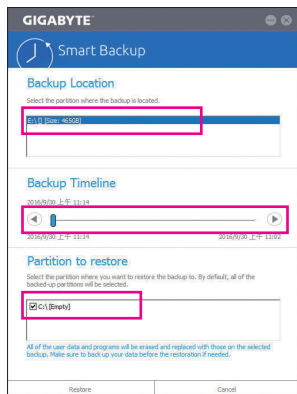 GIGABYTE™
Smart Backup
Backup Location
Select the partition where the backup is located.
E:\ [] [Size: 465GB]
Backup Timeline
2016/9/30 上午 11:14
2016/9/30 上午 11:14
2016/9/30 上午 11:02
Partition to restore
Select the partition where you want to restore the backup to. By default, all of the
backed-up partitions will be selected.
C:\ [Empty]
All of the user data and programs will be erased and replaced with those on the selected
backup. Make sure to back up your data before the restoration if needed.
Restore
Cancel